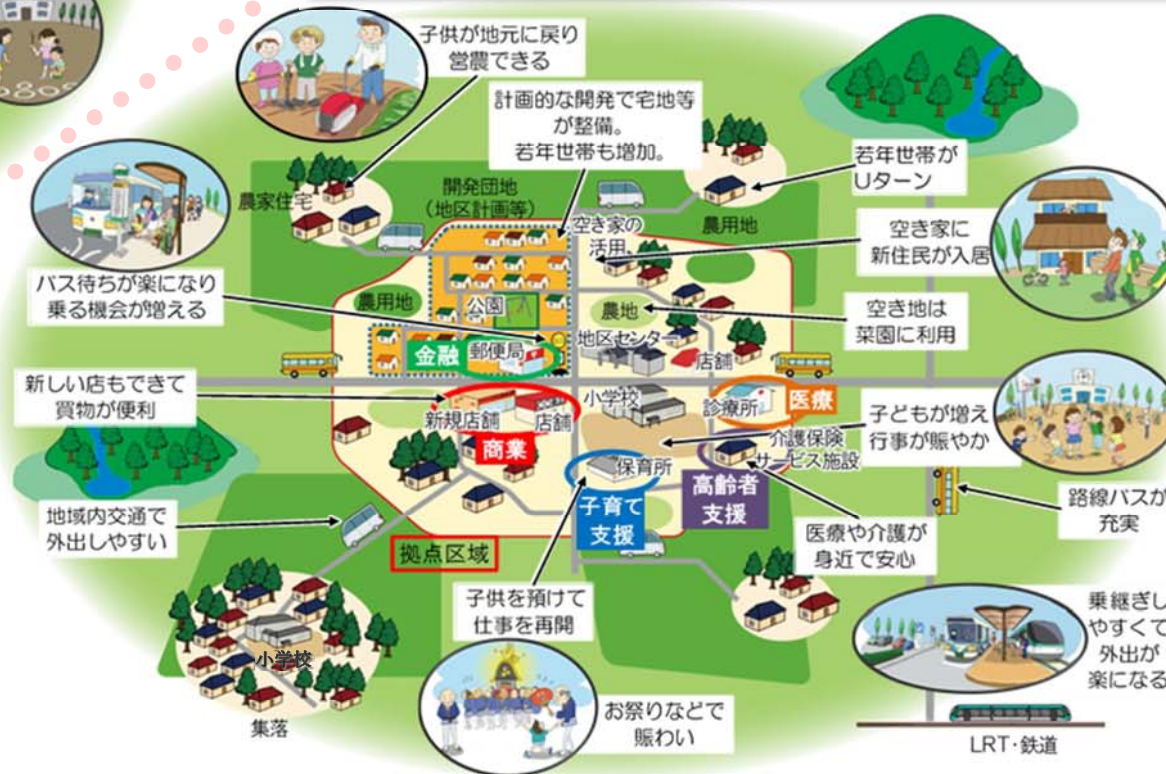 子供が地元に戻り
営農できる
計画的な開発で宅地等
が整備。
若年世帯も増加。
若年世帯が
Uターン
農家住宅
開発団地
（地区計画等）
空き家の
活用
農用地
空き家に
新住民が入居
バス待ちが楽になり
乗る機会が増える
農用地
公園
農地
空き地は
菜園に利用
地区センター
金融
郵便局
店舗
新しい店もできて
買物が便利
新規店舗
店舗
商業
小学校
診療所
医療
子どもが増え
行事が賑やか
介護保険
サービス施設
保育所
子育て
支援
高齢者
支援
路線バスが
充実
地域内交通で
外出しやすい
医療や介護が
身近で安心
拠点区域
子供を預けて
仕事を再開
乗継ぎし
やすくて
外出が
楽になる
小学校
集落
お祭りなどで
賑わい
LRT・鉄道